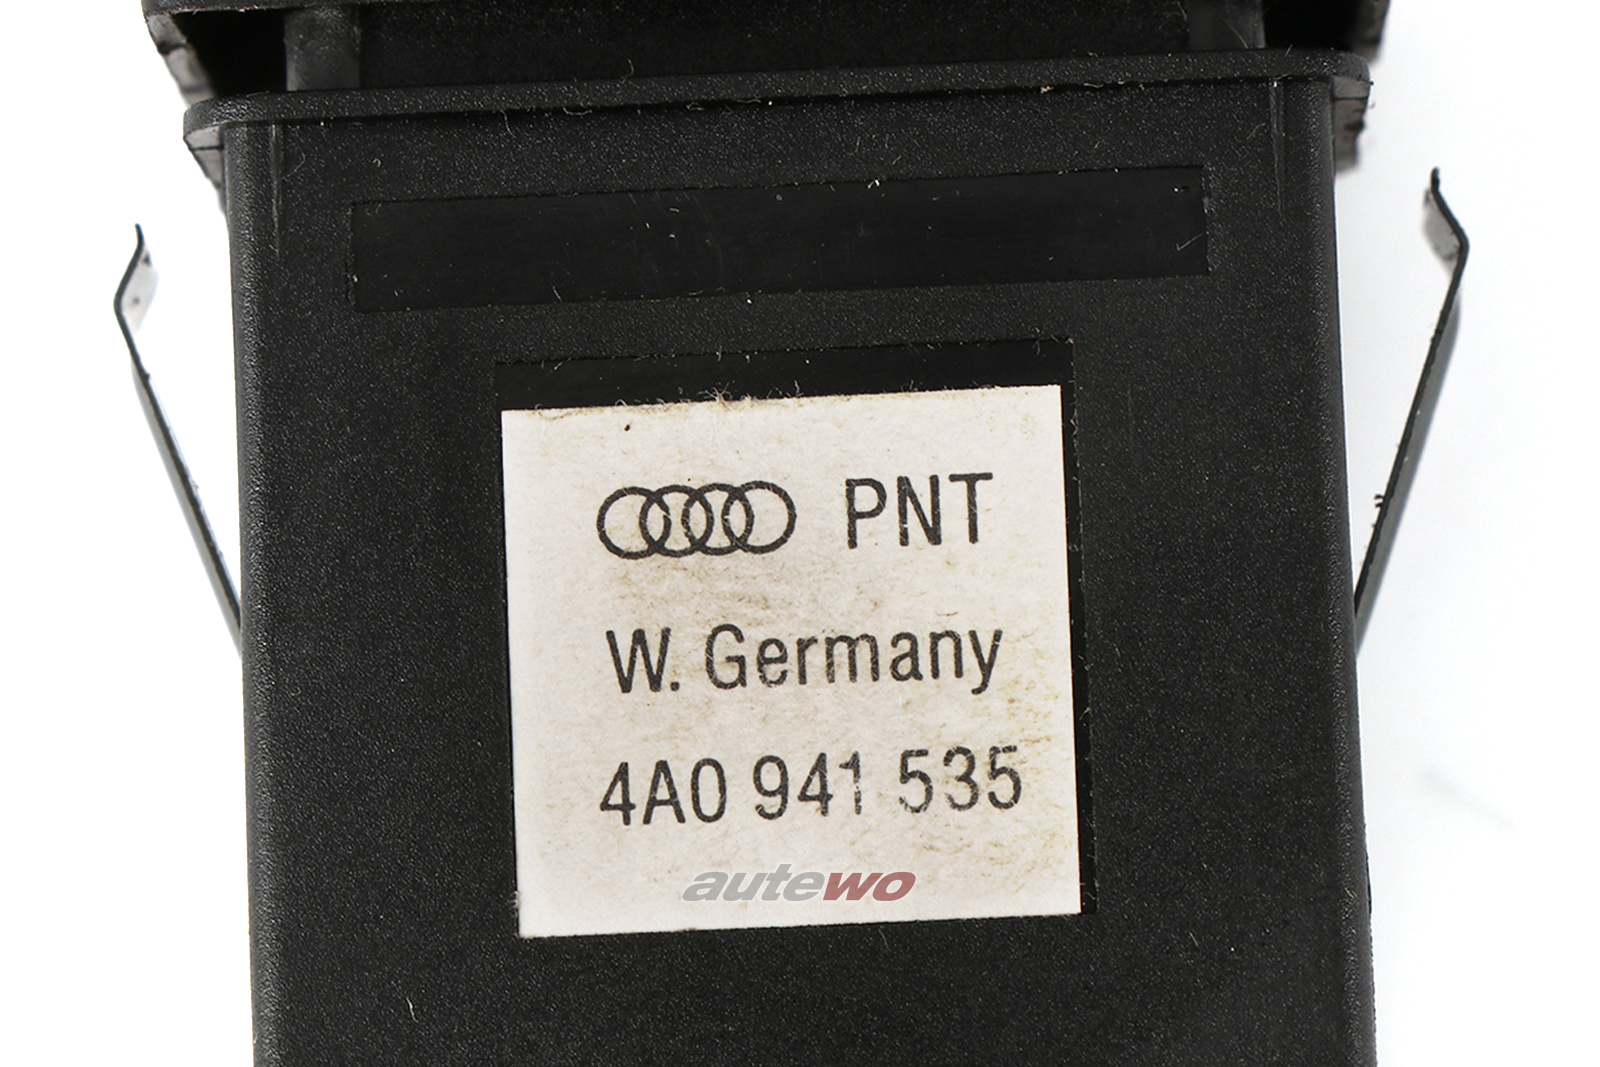 PNT
W. Germany
4A0 941 535
autewo